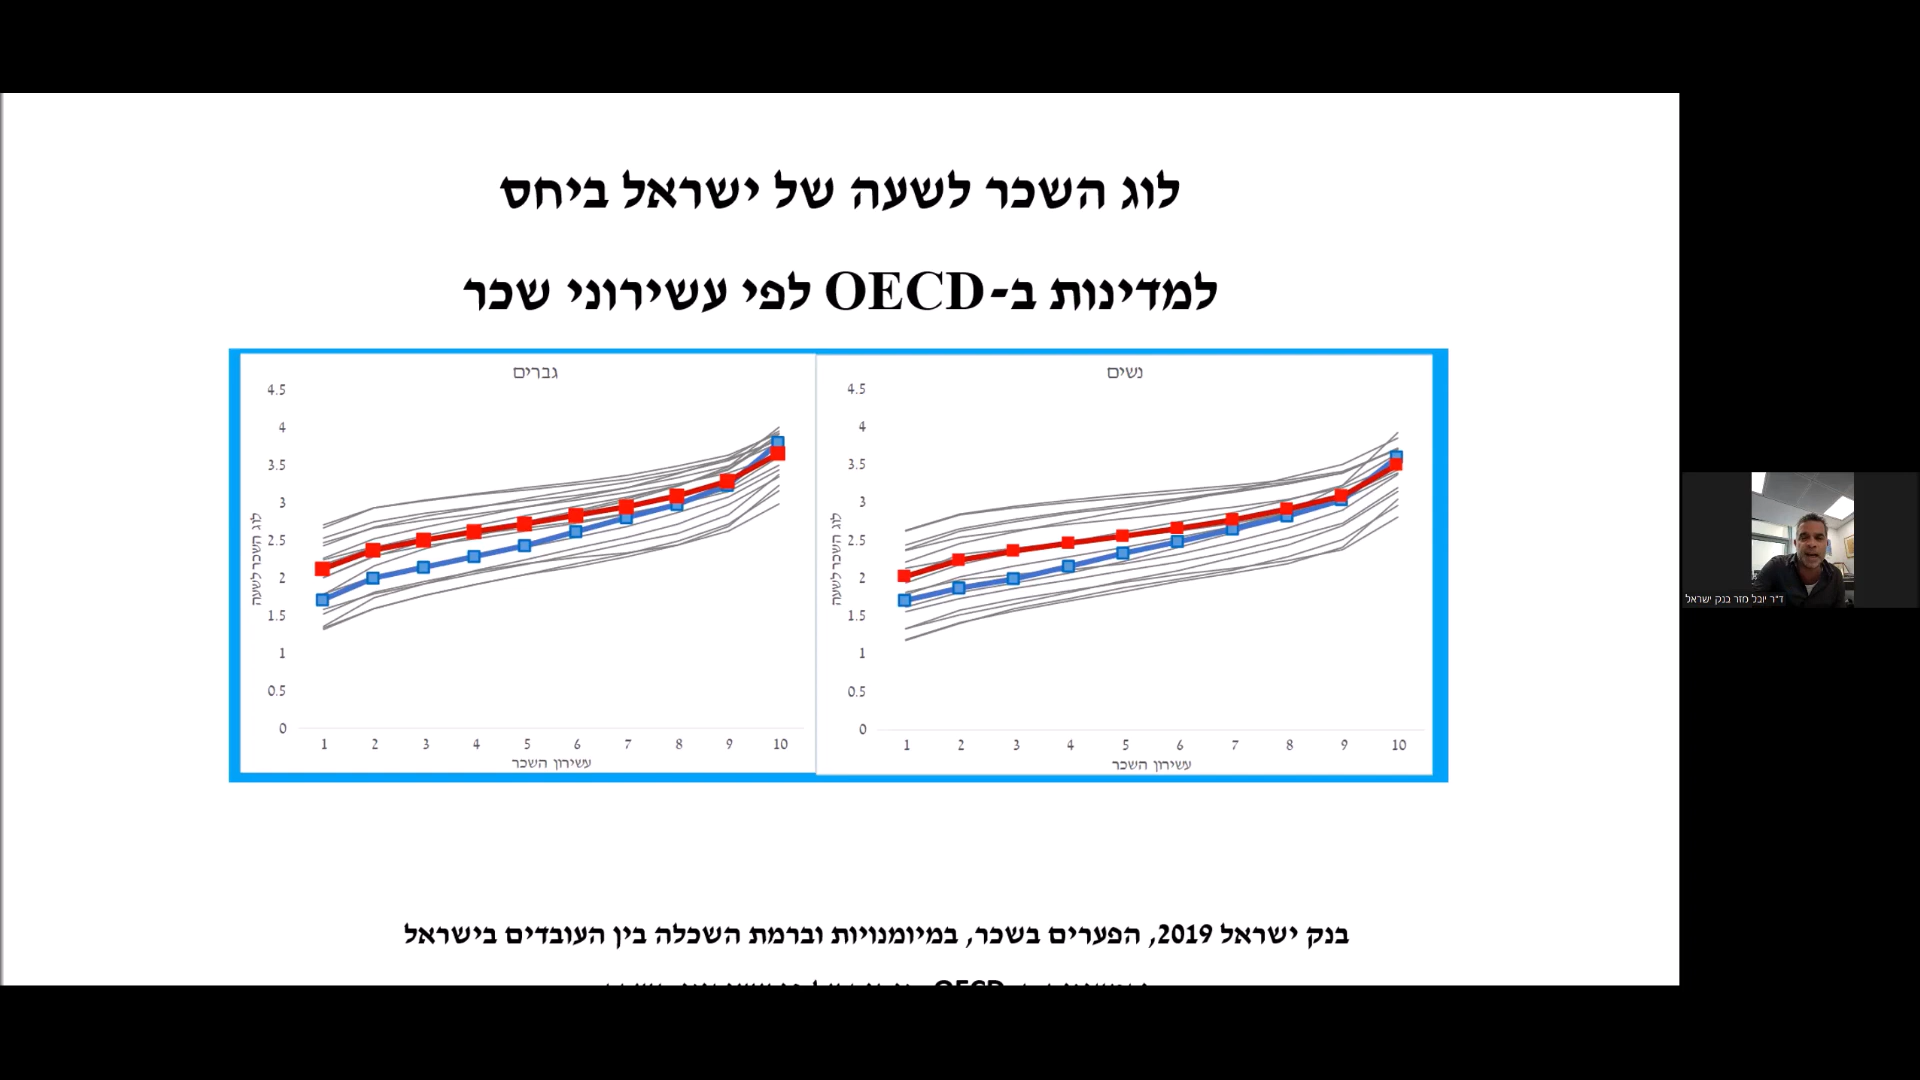 לוג השכר לשעה של ישראל ביחס
למדינות ב-OECD לפי עשירוני שכר
גברים
4.5
4
3.5
3
2.5
2
1.5
1
0.5
0
לוג השכר לשעה
1 2 3 4 5 6 7 8 9 10
עשירון השכר
נשים
4.5
4
3.5
3
2.5
2
1.5
1
0.5
0
לוג השכר לשעה
1 2 3 4 5 6 7 8 9 10
עשירון השכר
בנק ישראל 2019, הפערים בשכר, במיומנויות וברמת השכלה בין העובדים בישראל
OECD
ד"ר יובל מזר בנק ישראל